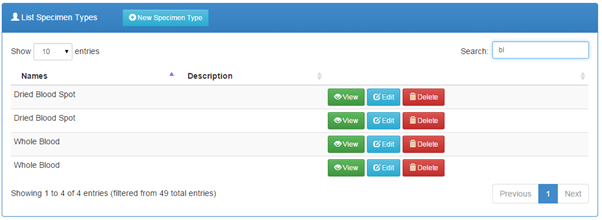 List Specimen Types New Specimen Type
Show 10 entries Search: bl
Names Description
Dried Blood Spot View Edit Delete
Dried Blood Spot View Edit Delete
Whole Blood View Edit Delete
Whole Blood View Edit Delete
Showing 1 to 4 of 4 entries (filtered from 49 total entries) Previous 1 Next